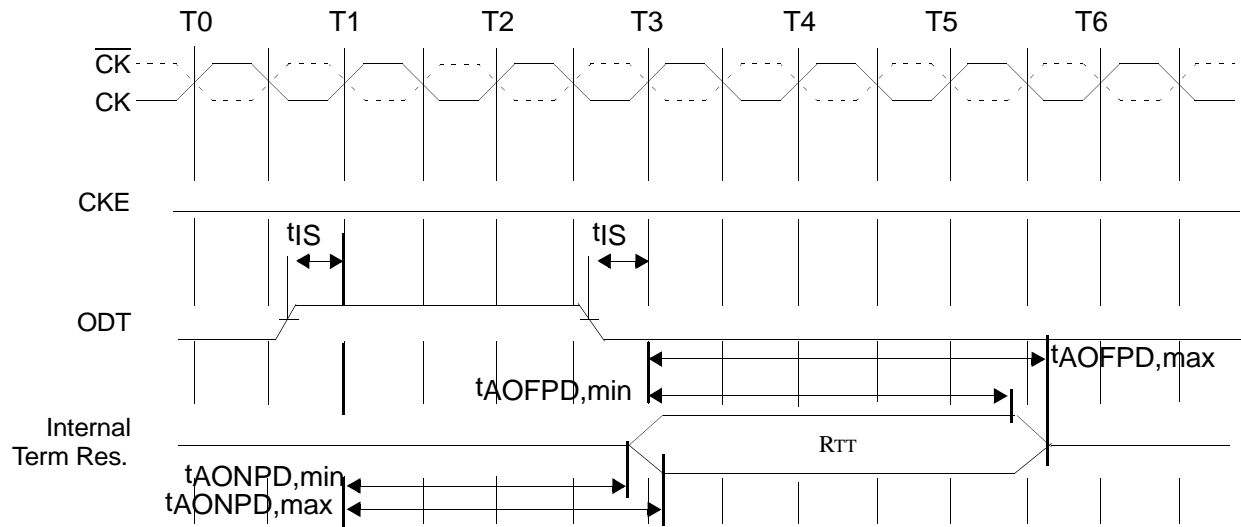 T0 T1 T2 T3 T4 T5 T6
CK
CK
CKE
tIS tIS
ODT
tAOFPD,max
tAOFPD,min
Internal
Term Res.
RTT
tAONPD,min
tAONPD,max